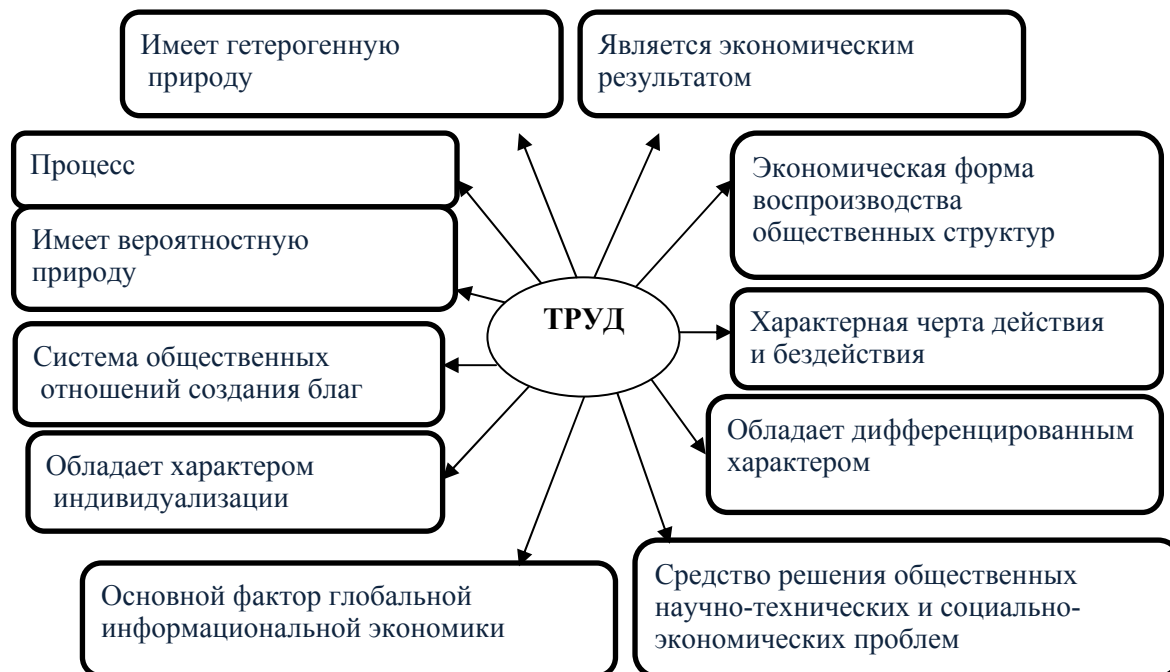 Имеет гетерогенную
природу
Является экономическим
результатом
Процесс
Экономическая форма
воспроизводства
общественных структур
Имеет вероятностную
природу
ТРУД
Характерная черта действия
и бездействия
Система общественных
отношений создания благ
Обладает дифференцированным
характером
Обладает характером
индивидуализации
Основной фактор глобальной
информациональной экономики
Средство решения общественных
научно-технических и социально-
экономических проблем